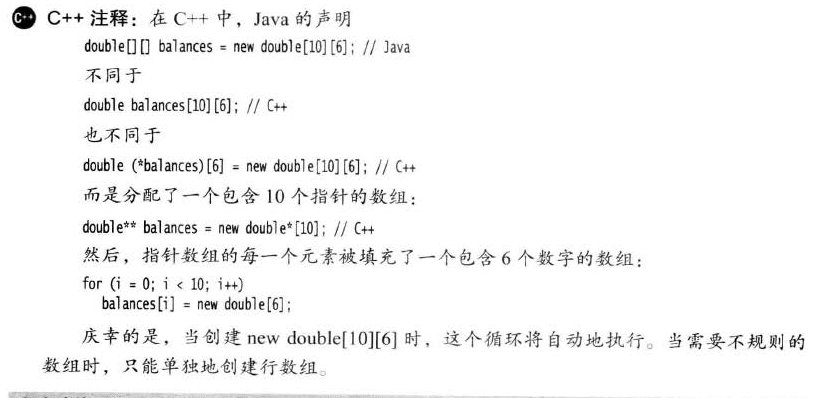 C++ C++ 注释：在 C++ 中，Java 的声明
double[][] balances = new double[10][6]; // Java
不同于
double balances[10][6]; // C++
也不同于
double (*balances)[6] = new double[10][6]; // C++
而是分配了一个包含 10 个指针的数组：
double** balances = new double*[10]; // C++
然后，指针数组的每一个元素被填充了一个包含 6 个数字的数组：
for (i = 0; i < 10; i++)
balances[i] = new double[6];
庆幸的是，当创建 new double[10][6] 时，这个循环将自动地执行。当需要不规则的
数组时，只能单独地创建行数组。